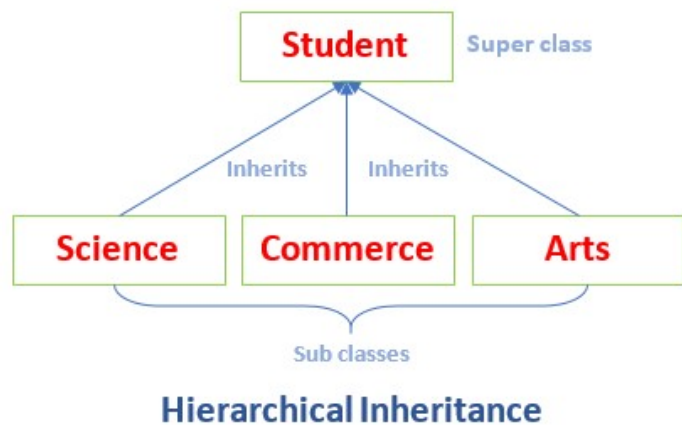 Student
Super class
Inherits
Inherits
Science
Commerce
Arts
Sub classes
Hierarchical Inheritance